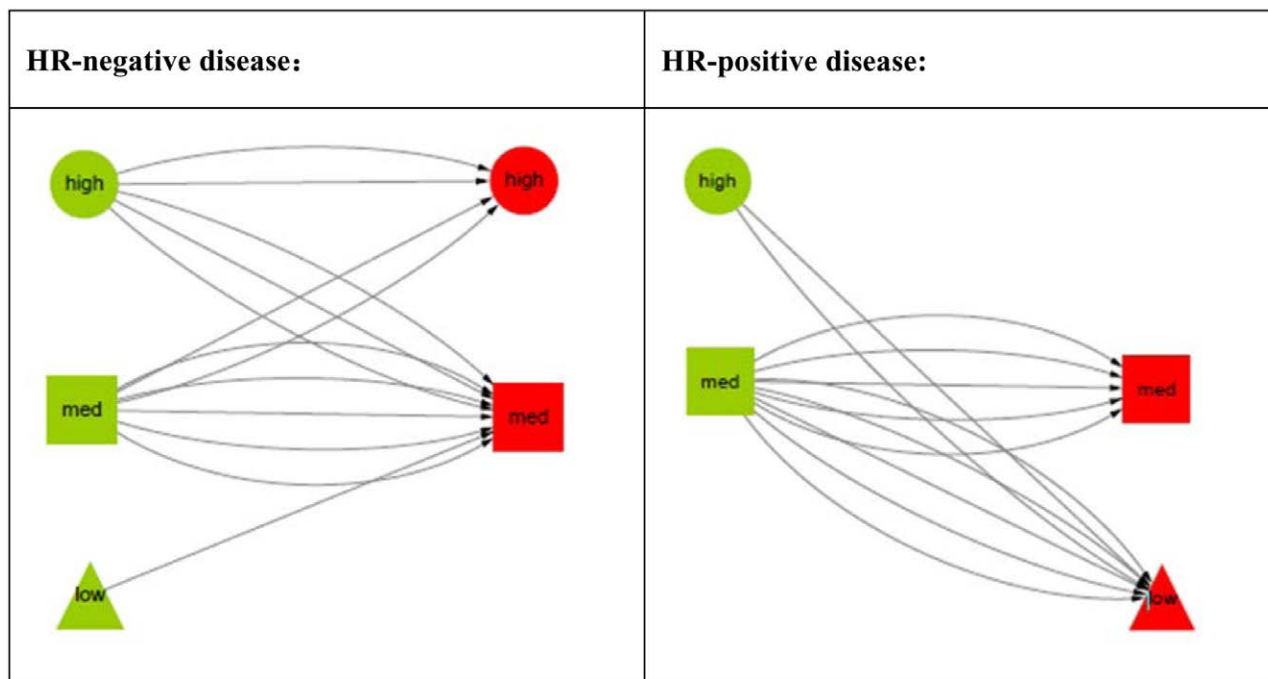 HR-negative disease：
HR-positive disease:
high
high
med
med
low
high
med
med
low